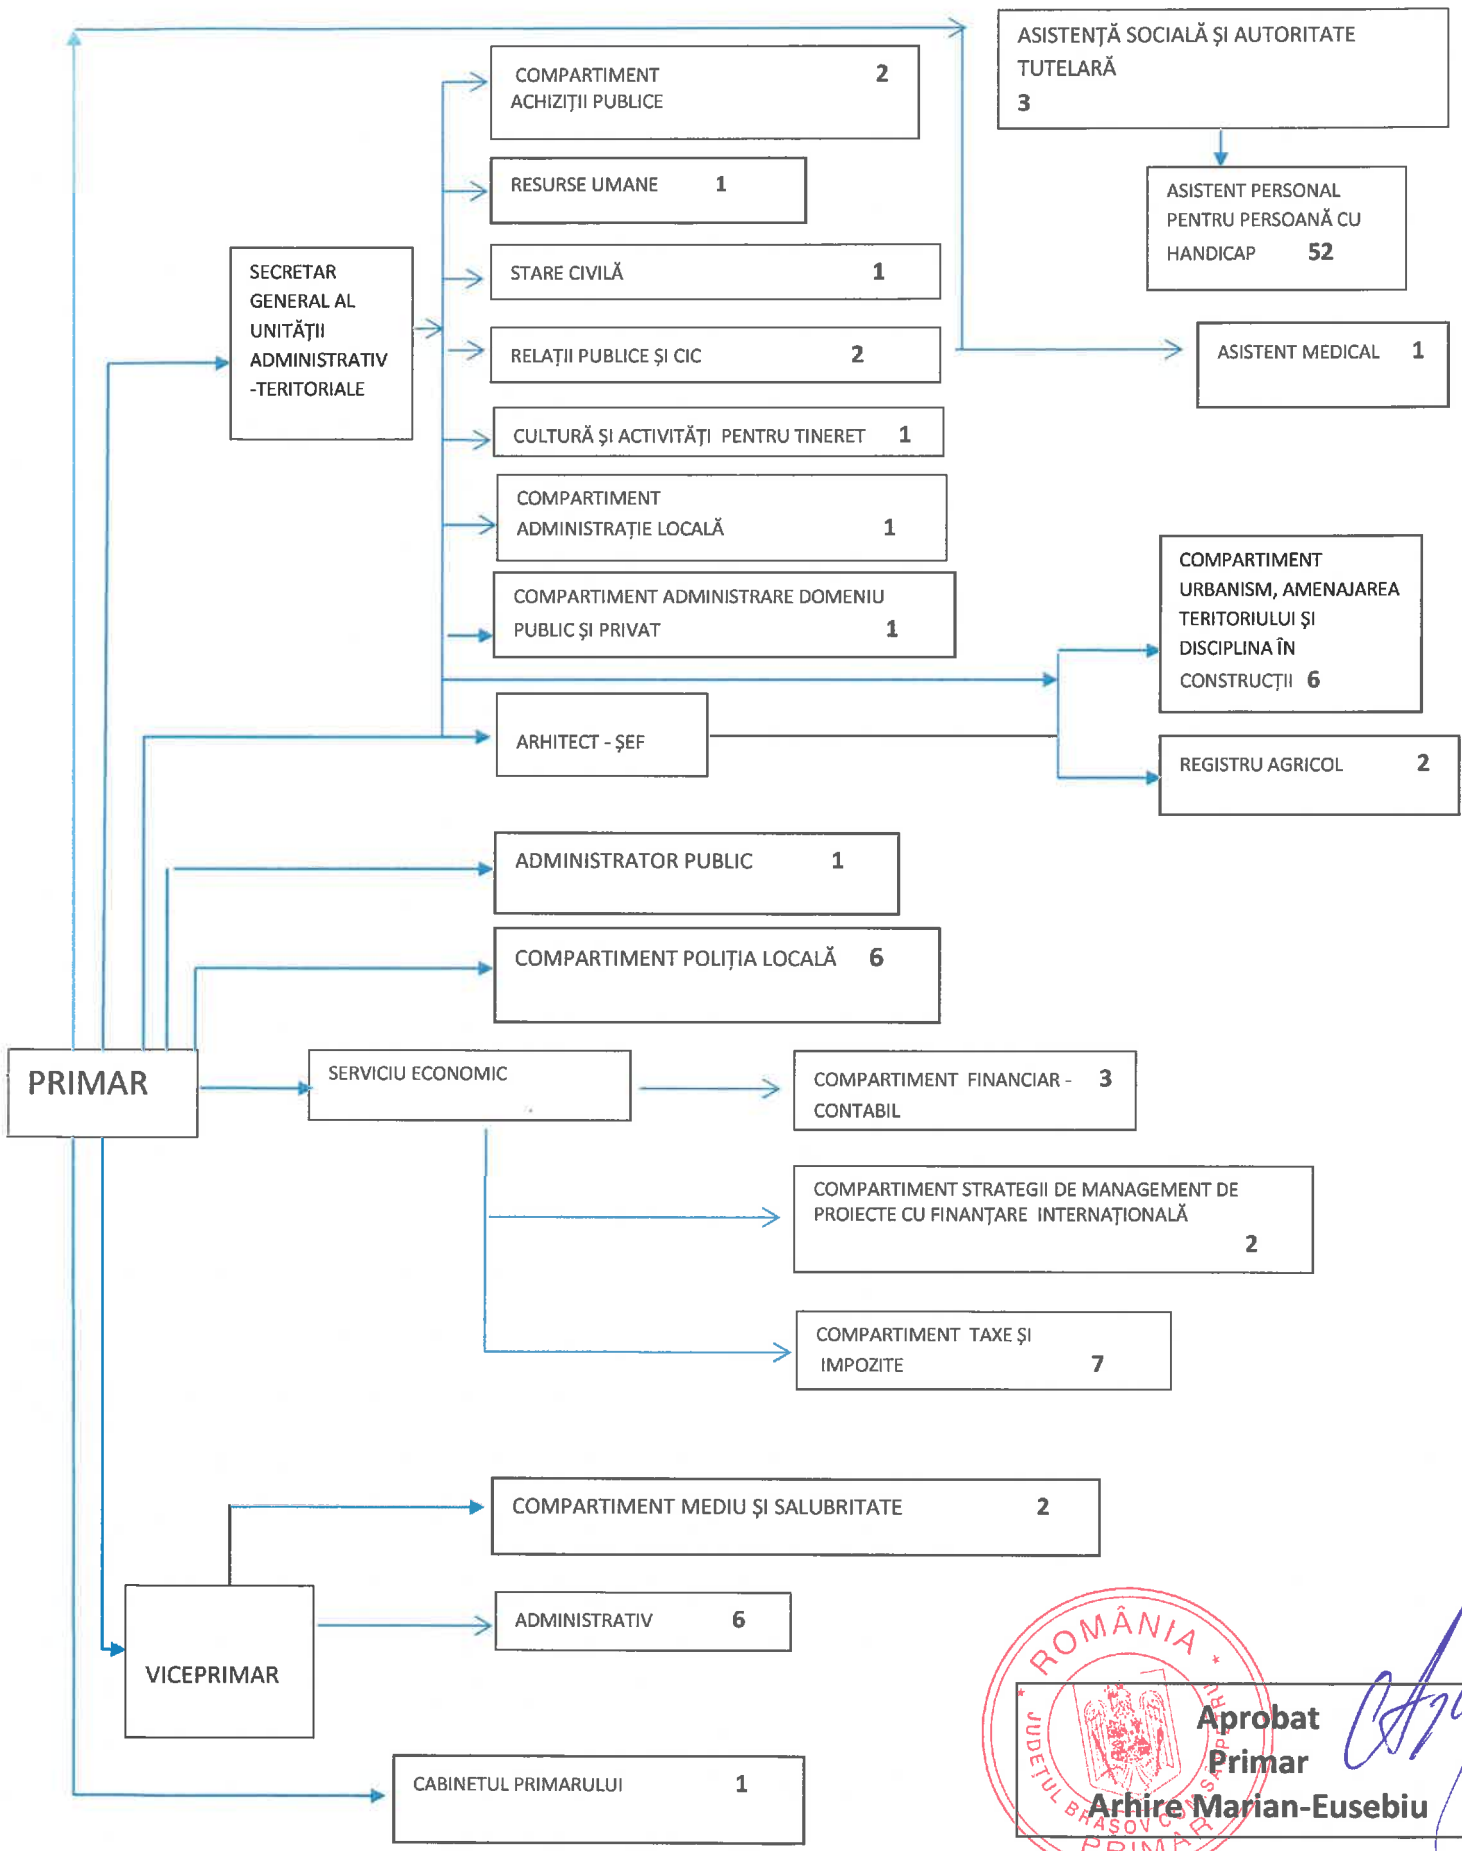 ASISTENȚĂ SOCIALĂ ȘI AUTORITATE
TUTELARĂ
3
COMPARTIMENT 2
ACHIZIȚII PUBLICE
RESURSE UMANE 1
ASISTENT PERSONAL
PENTRU PERSOANĂ CU
HANDICAP 52
STARE CIVILĂ 1
SECRETAR
GENERAL AL
UNITĂȚII
ADMINISTRATIV
-TERITORIALE
RELAȚII PUBLICE ȘI CIC 2
ASISTENT MEDICAL 1
CULTURĂ ȘI ACTIVITĂȚI PENTRU TINERET 1
COMPARTIMENT
ADMINISTRAȚIE LOCALĂ 1
COMPARTIMENT ADMINISTRARE DOMENIU
PUBLIC ȘI PRIVAT 1
COMPARTIMENT
URBANISM, AMENAJAREA
TERITORIULUI ȘI
DISCIPLINA ÎN
CONSTRUCȚII 6
ARHITECT - ȘEF
REGISTRU AGRICOL 2
ADMINISTRATOR PUBLIC 1
COMPARTIMENT POLIȚIA LOCALĂ 6
PRIMAR
SERVICIU ECONOMIC
COMPARTIMENT FINANCIAR - 3
CONTABIL
COMPARTIMENT STRATEGII DE MANAGEMENT DE
PROIECTE CU FINANȚARE INTERNAȚIONALĂ
2
COMPARTIMENT TAXE ȘI
IMPOZITE 7
COMPARTIMENT MEDIU ȘI SALUBRITATE 2
ADMINISTRATIV 6
VICEPRIMAR
CABINETUL PRIMARULUI 1
* ROMÂNIA *
JUDEȚUL BRAȘOV
PRIMAR
Aprobat
Primar
Arhire Marian-Eusebiu